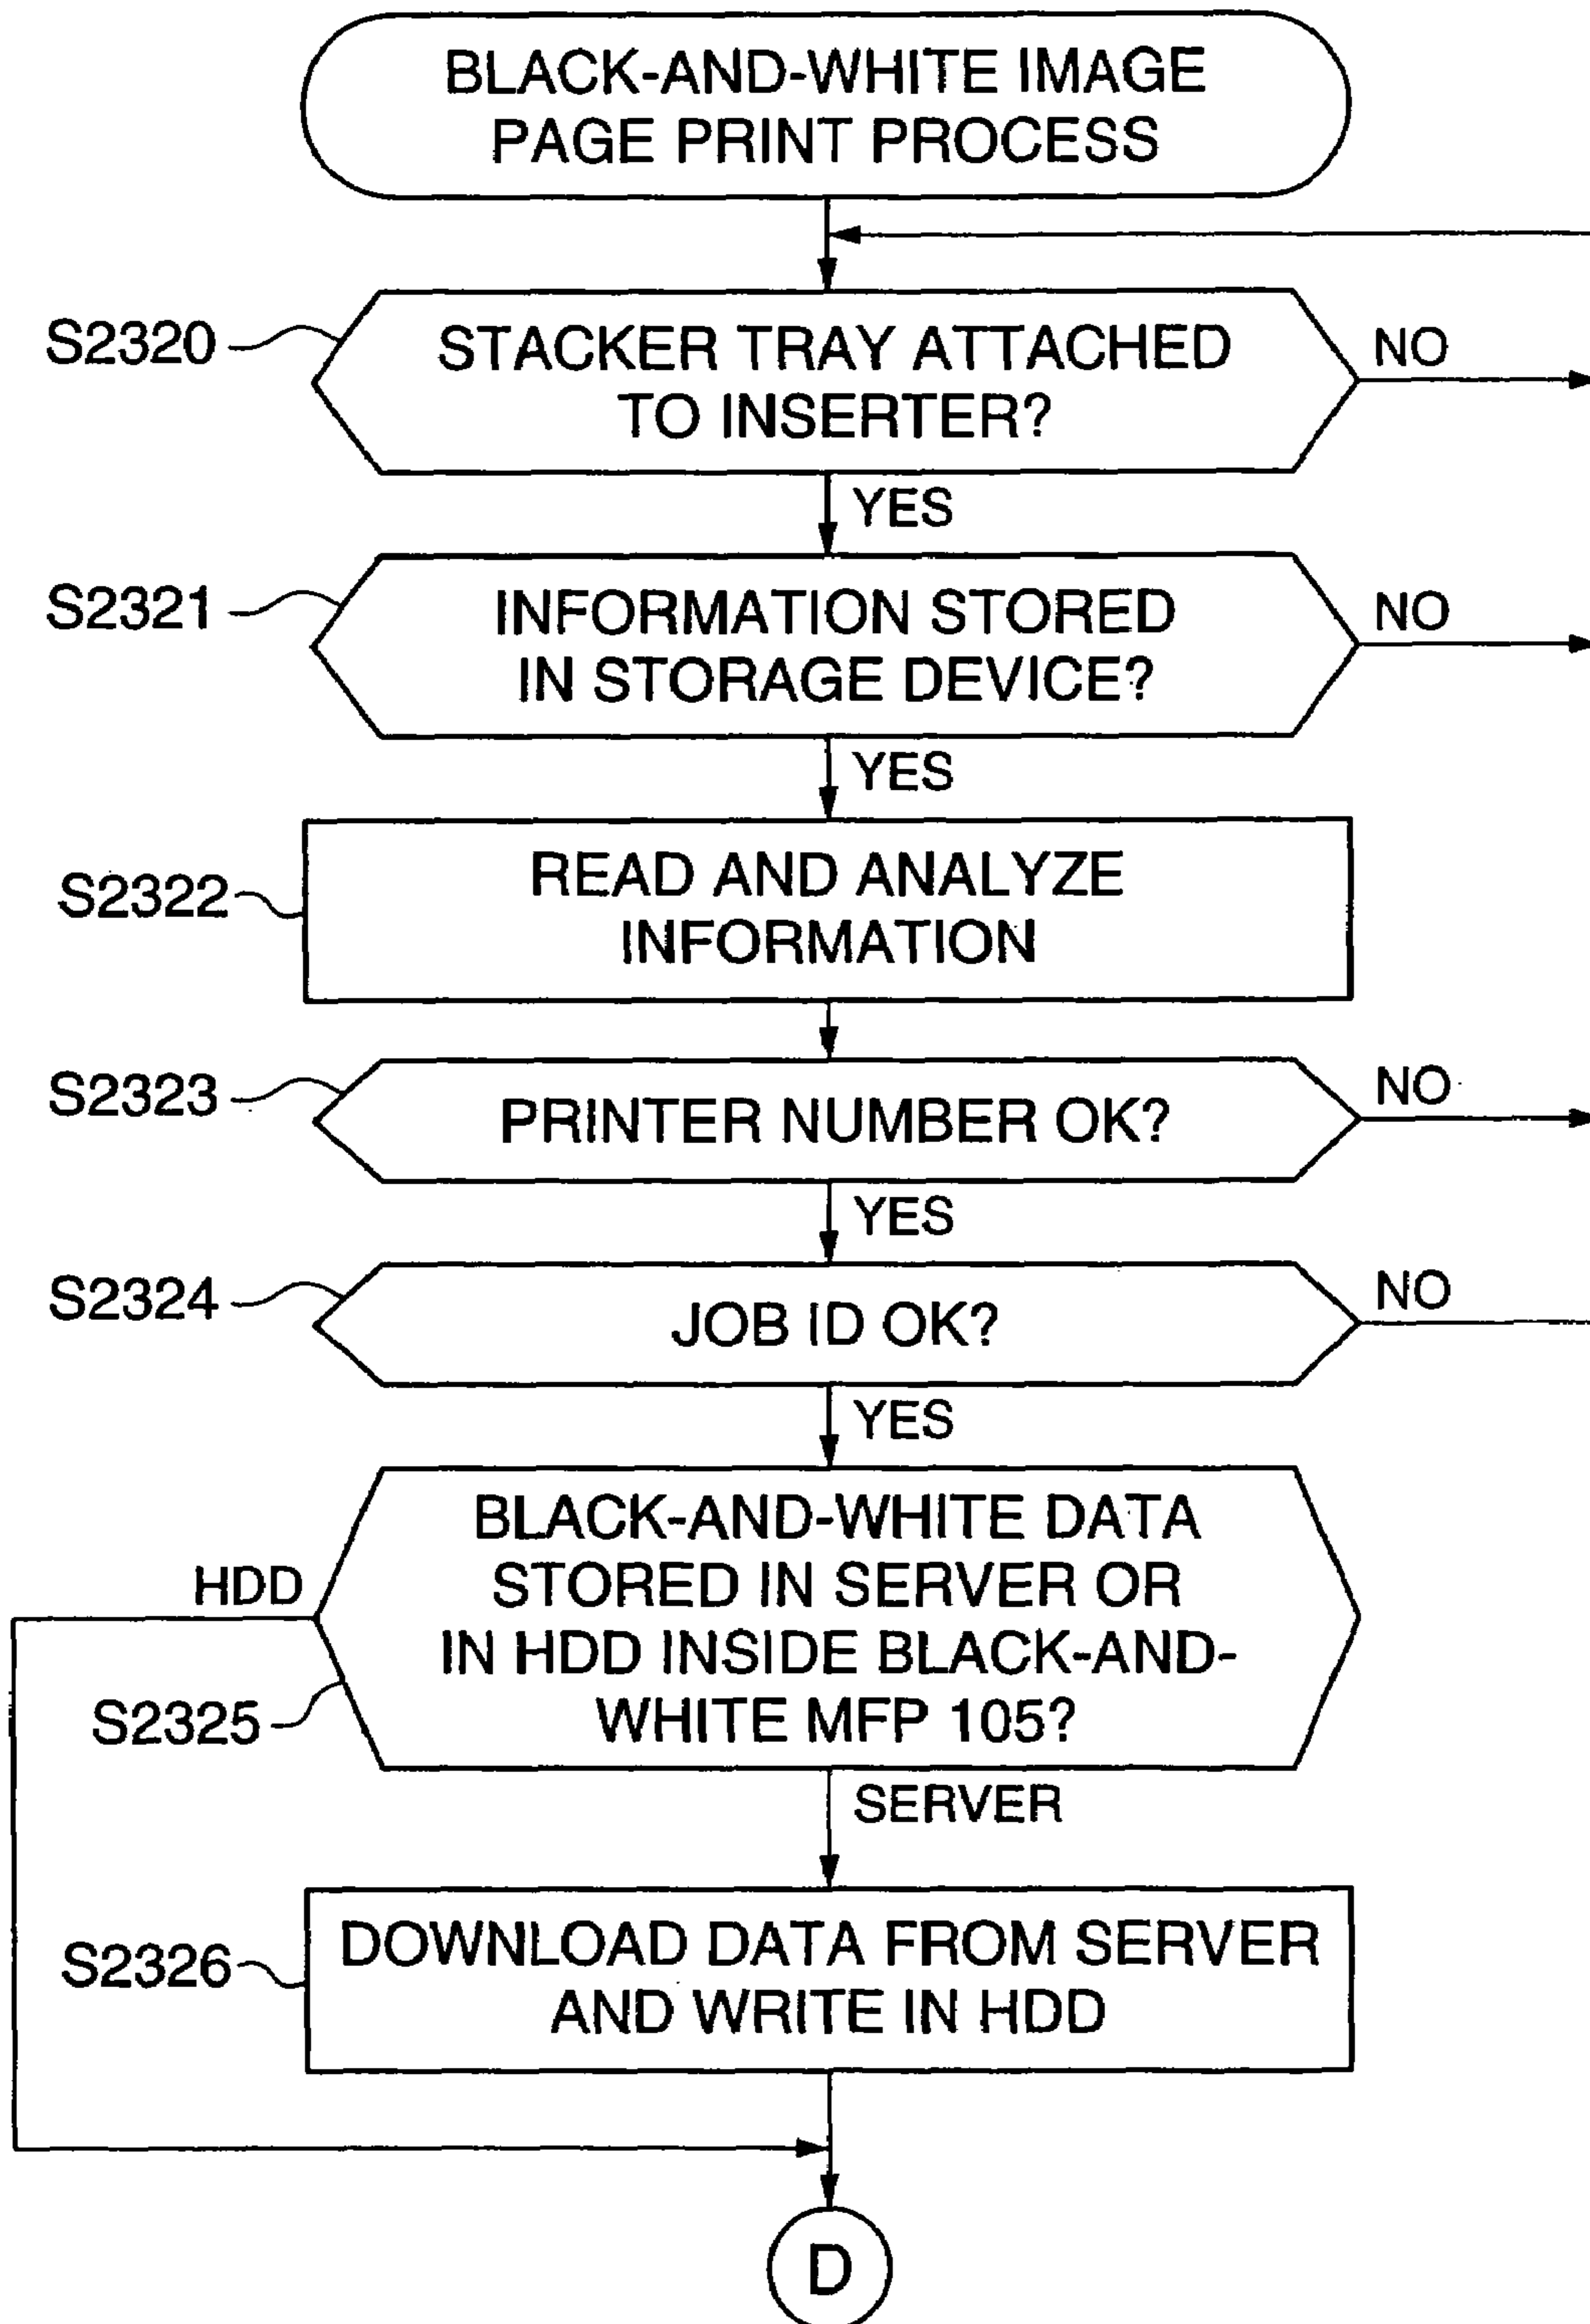 BLACK-AND-WHITE IMAGE
PAGE PRINT PROCESS
S2320
STACKER TRAY ATTACHED
TO INSERTER?
NO
YES
S2321
INFORMATION STORED
IN STORAGE DEVICE?
NO
YES
S2322
READ AND ANALYZE
INFORMATION
S2323
PRINTER NUMBER OK?
NO
YES
S2324
JOB ID OK?
NO
YES
BLACK-AND-WHITE DATA
STORED IN SERVER OR
IN HDD INSIDE BLACK-AND-
WHITE MFP 105?
HDD
S2325
SERVER
S2326
DOWNLOAD DATA FROM SERVER
AND WRITE IN HDD
D